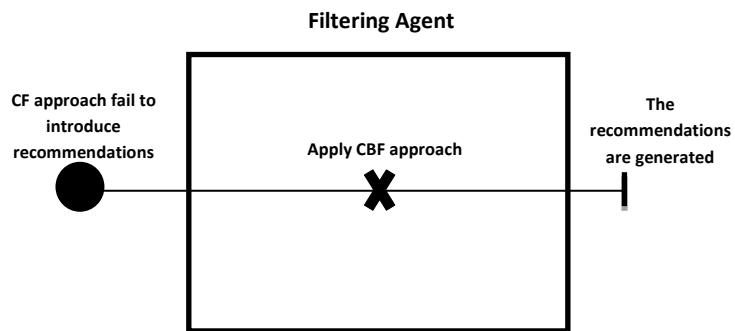 Filtering Agent
CF approach fail to
introduce
recommendations
Apply CBF approach
The
recommendations
are generated